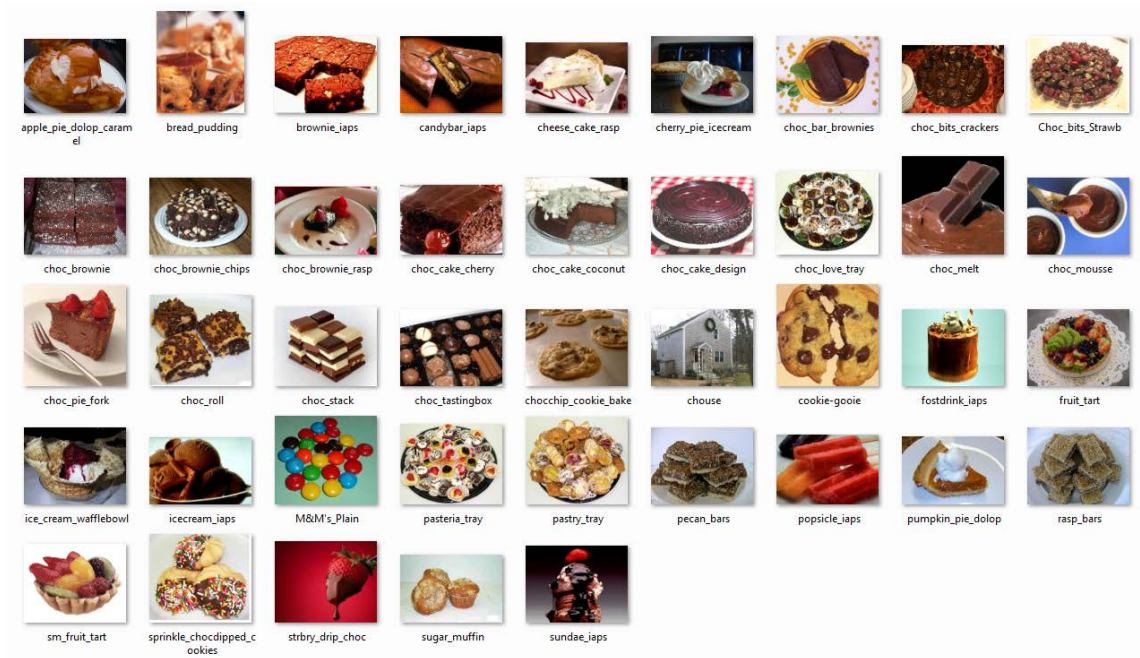 apple_pie_dolop_caram
el
bread_pudding
brownie_iaps
candybar_iaps
cheese_cake_rasp
cherry_pie_icecream
choc_bar_brownies
choc_bits_crackers
Choc_bits_Strawb
choc_brownie
choc_brownie_chips
choc_brownie_rasp
choc_cake_cherry
choc_cake_coconut
choc_cake_design
choc_love_tray
choc_melt
choc_mousse
choc_pie_fork
choc_roll
choc_stack
choc_tastingbox
chocchip_cookie_bake
chouse
cookie-gooie
fostdrink_iaps
fruit_tart
ice_cream_wafflebowl
icecream_iaps
M&M's_Plain
pasteria_tray
pastry_tray
pecan_bars
popsicle_iaps
pumpkin_pie_dolop
rasp_bars
sm_fruit_tart
sprinkle_chocdipped_c
ookies
strbry_drip_choc
sugar_muffin
sundae_iaps